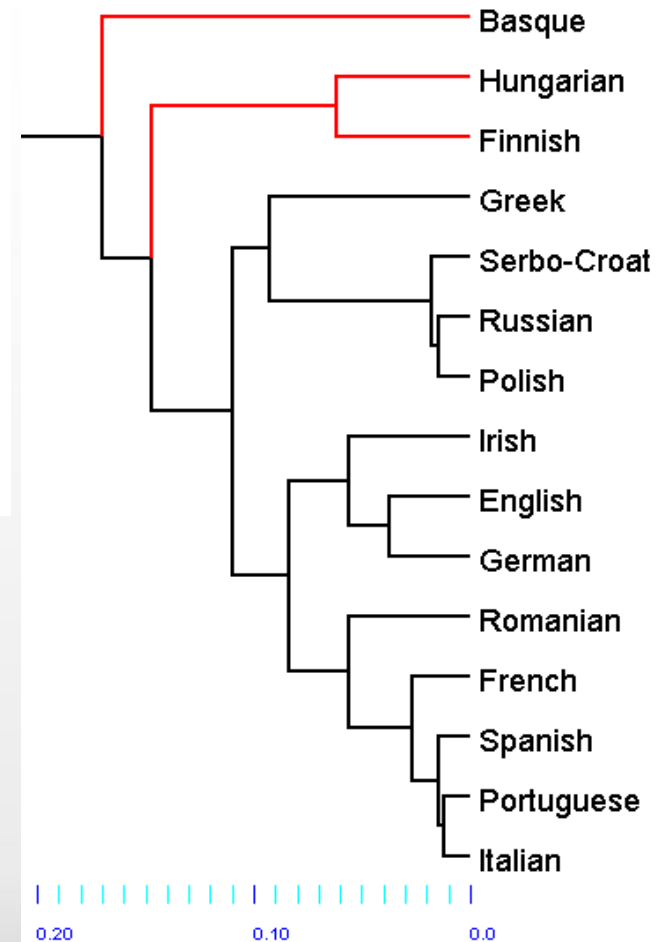 Basque
Hungarian
Finnish
Greek
Serbo-Croat
Russian
Polish
Irish
English
German
Romanian
French
Spanish
Portuguese
Italian
0.20 0.10 0.0